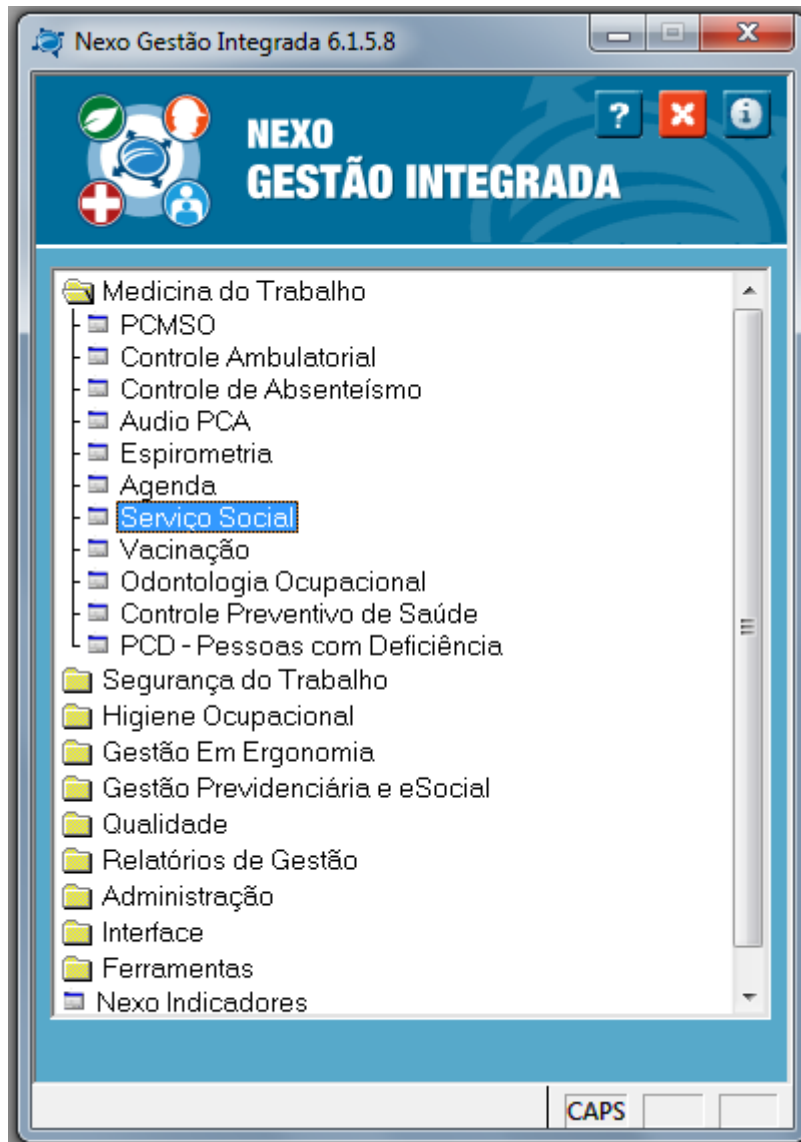 Nexo Gestão Integrada 6.1.5.8
NEXO
GESTÃO INTEGRADA
Medicina do Trabalho
PCMSO
Controle Ambulatorial
Controle de Absenteísmo
Audio PCA
Espirometria
Agenda
Serviço Social
Vacinação
Odontologia Ocupacional
Controle Preventivo de Saúde
PCD - Pessoas com Deficiência
Segurança do Trabalho
Higiene Ocupacional
Gestão Em Ergonomia
Gestão Previdenciária e eSocial
Qualidade
Relatórios de Gestão
Administração
Interface
Ferramentas
Nexo Indicadores
CAPS